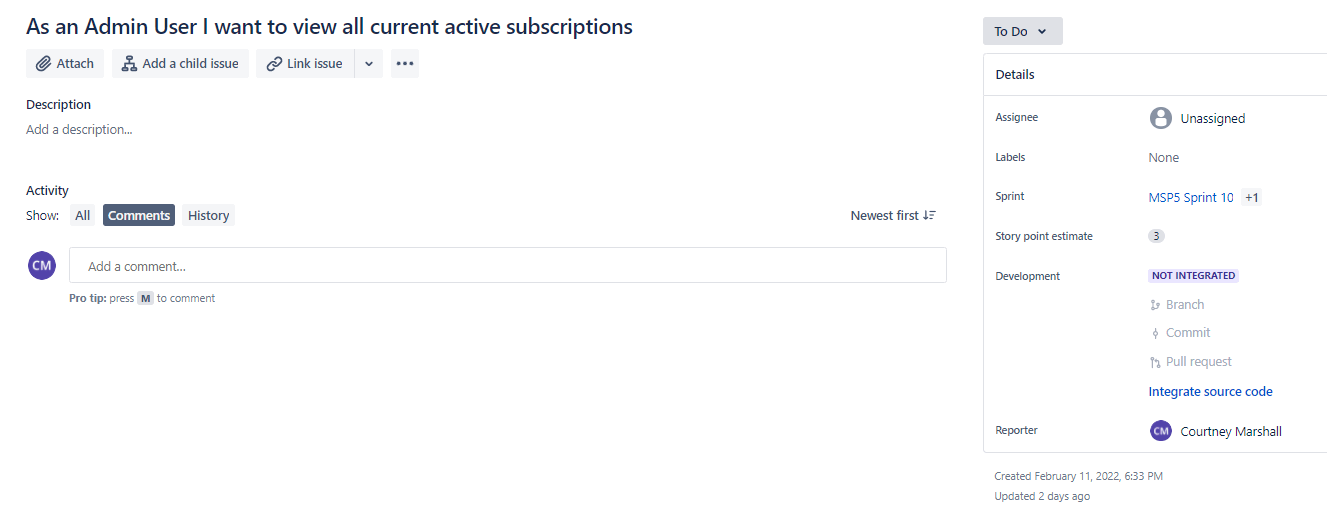 As an Admin User I want to view all current active subscriptions
Attach
Add a child issue
Link issue
Description
Add a description...
Activity
Show:
All
Comments
History
Newest first
CM
Add a comment...
Pro tip: press M to comment
To Do
Details
Assignee
Unassigned
Labels
None
Sprint
MSP5 Sprint 10 +1
Story point estimate
3
Development
NOT INTEGRATED
Branch
Commit
Pull request
Integrate source code
Reporter
CM
Courtney Marshall
Created February 11, 2022, 6:33 PM
Updated 2 days ago